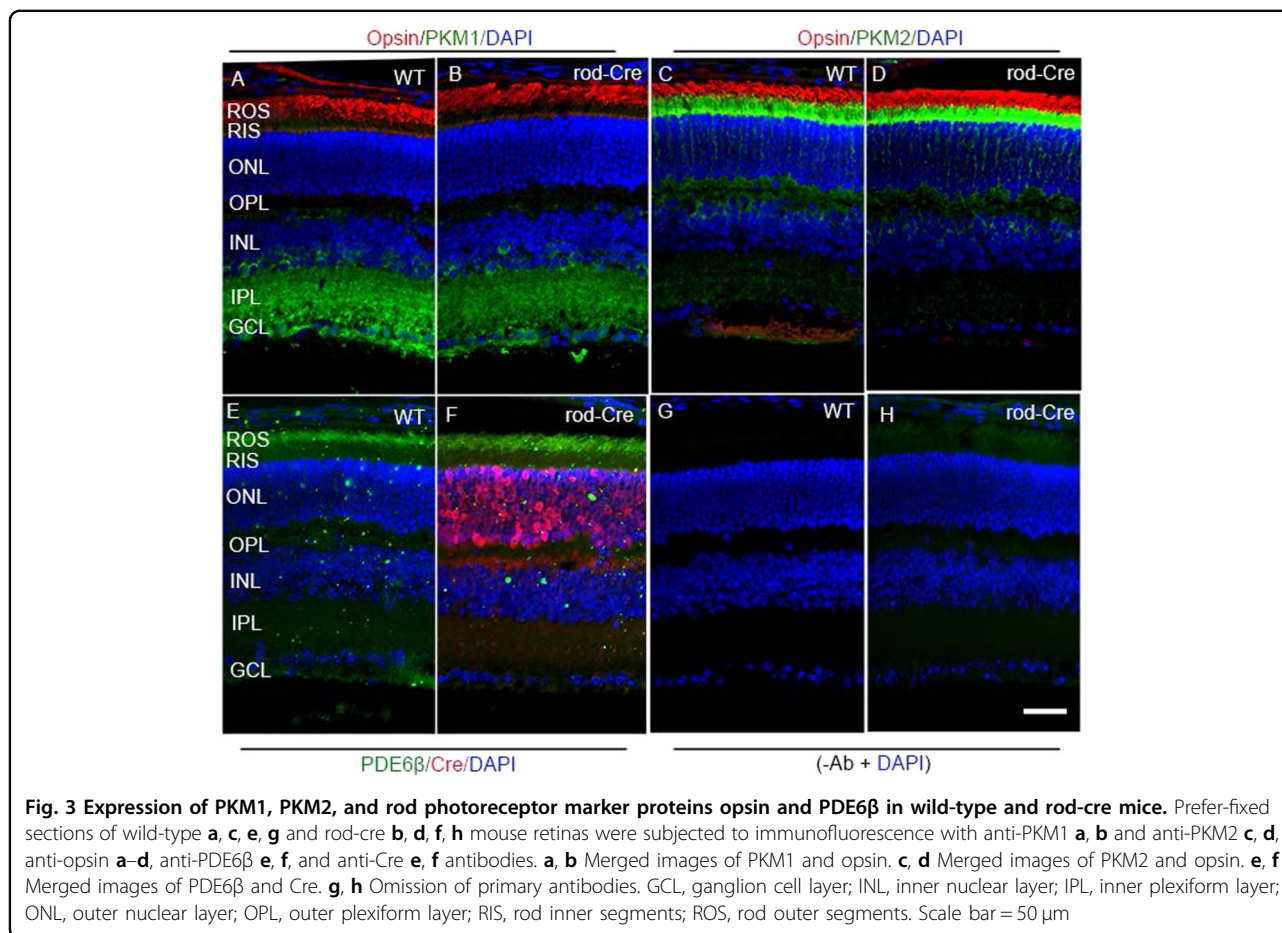 Opsin/PKM1/DAPI
Opsin/PKM2/DAPI
A WT
B rod-Cre
C WT
D rod-Cre
ROS
RIS
ONL
OPL
INL
IPL
GCL
E WT
F rod-Cre
G WT
H rod-Cre
ROS
RIS
ONL
OPL
INL
IPL
GCL
PDE6β/Cre/DAPI
(-Ab + DAPI)
Fig. 3 Expression of PKM1, PKM2, and rod photoreceptor marker proteins opsin and PDE6β in wild-type and rod-cre mice. Prefer-fixed
sections of wild-type a, c, e, g and rod-cre b, d, f, h mouse retinas were subjected to immunofluorescence with anti-PKM1 a, b and anti-PKM2 c, d,
anti-opsin a–d, anti-PDE6β e, f, and anti-Cre e, f antibodies. a, b Merged images of PKM1 and opsin. c, d Merged images of PKM2 and opsin. e, f
Merged images of PDE6β and Cre. g, h Omission of primary antibodies. GCL, ganglion cell layer; INL, inner nuclear layer; IPL, inner plexiform layer;
ONL, outer nuclear layer; OPL, outer plexiform layer; RIS, rod inner segments; ROS, rod outer segments. Scale bar = 50 µm